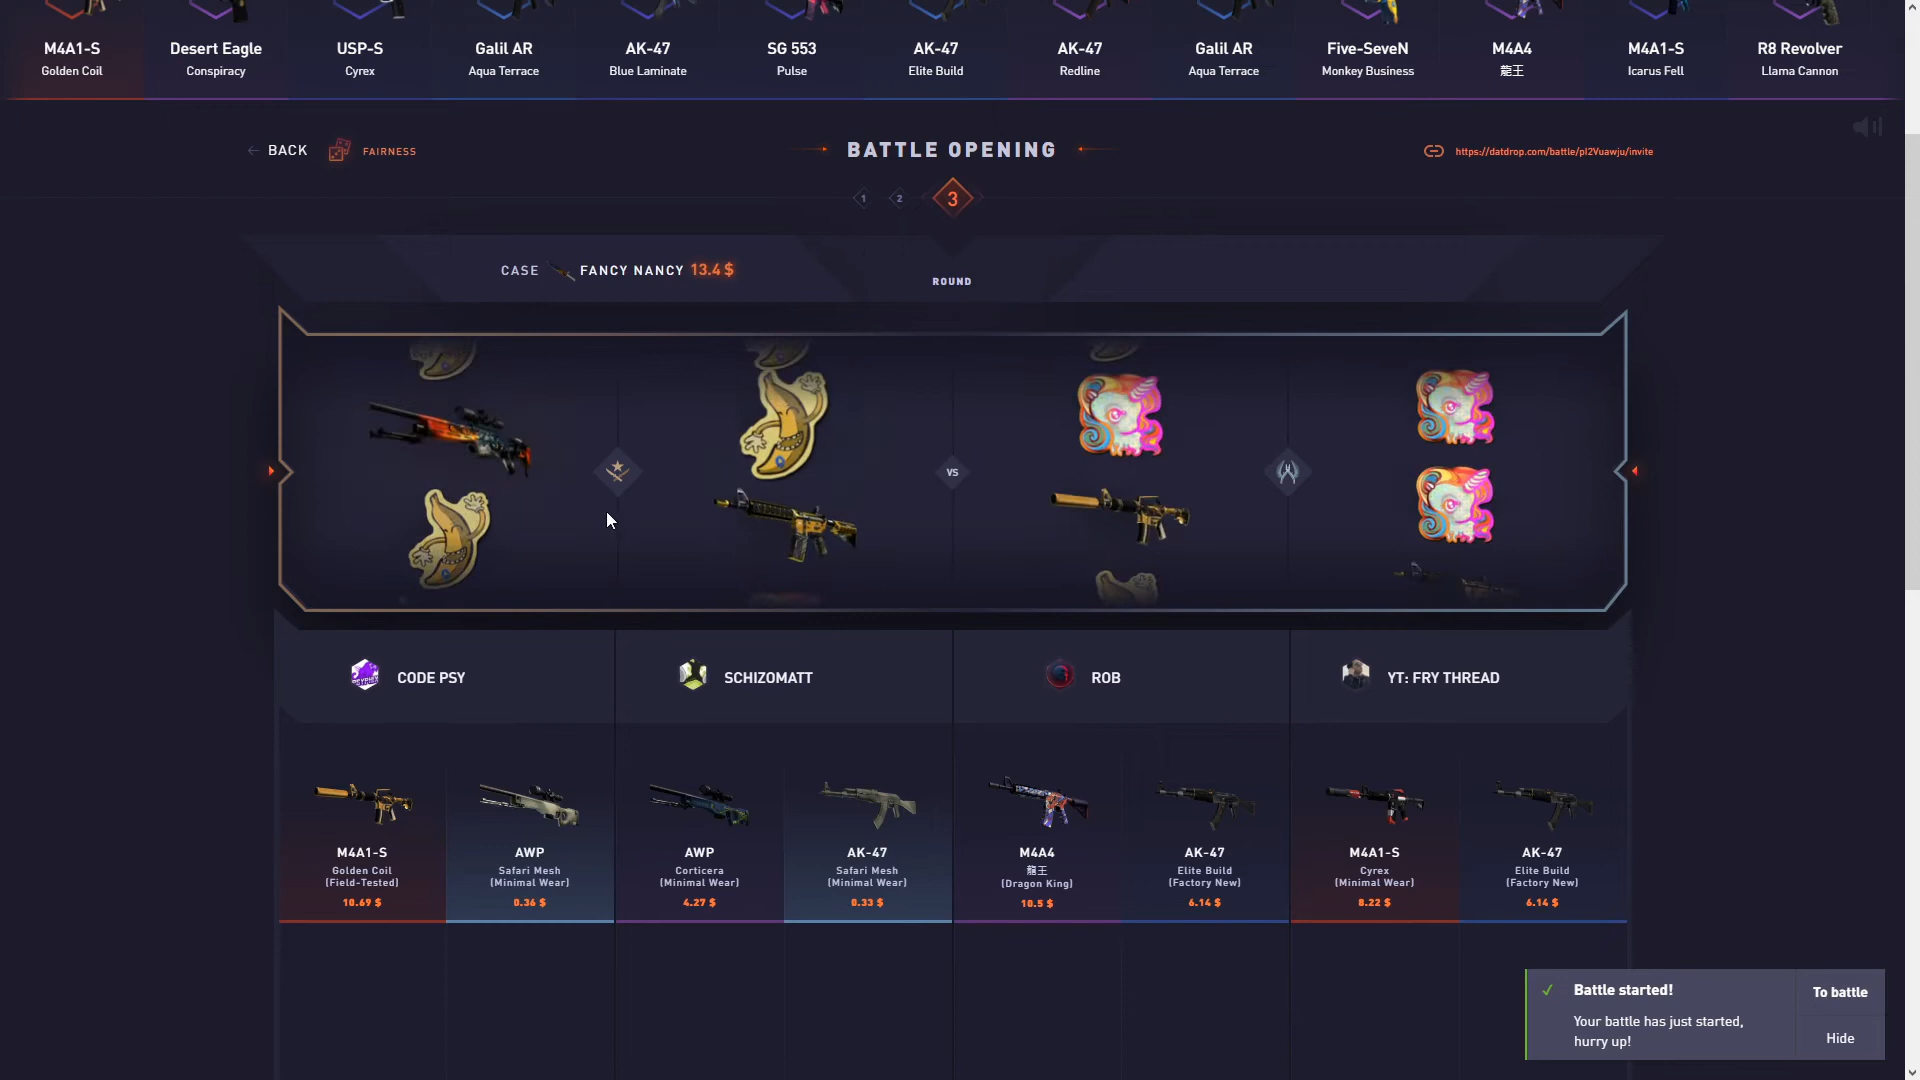 M4A1-S
Golden Coil
Desert Eagle
Conspiracy
USP-S
Cyrex
Galil AR
Aqua Terrace
AK-47
Blue Laminate
SG 553
Pulse
AK-47
Elite Build
AK-47
Redline
Galil AR
Aqua Terrace
Five-SeveN
Monkey Business
M4A4
龍王
M4A1-S
Icarus Fell
R8 Revolver
Llama Cannon
← BACK
FAIRNESS
BATTLE OPENING
https://datdrop.com/battle/pI2Vuawju/invite
1 2 3
CASE FANCY NANCY 13.4 $
ROUND
VS
CODE PSY
SCHIZOMATT
ROB
YT: FRY THREAD
M4A1-S
Golden Coil
(Field-Tested)
10.69 $
AWP
Safari Mesh
(Minimal Wear)
0.36 $
AWP
Corticera
(Minimal Wear)
4.27 $
AK-47
Safari Mesh
(Minimal Wear)
0.33 $
M4A4
龍王
(Dragon King)
10.5 $
AK-47
Elite Build
(Factory New)
6.14 $
M4A1-S
Cyrex
(Minimal Wear)
8.22 $
AK-47
Elite Build
(Factory New)
6.14 $
Battle started!
Your battle has just started,
hurry up!
To battle
Hide